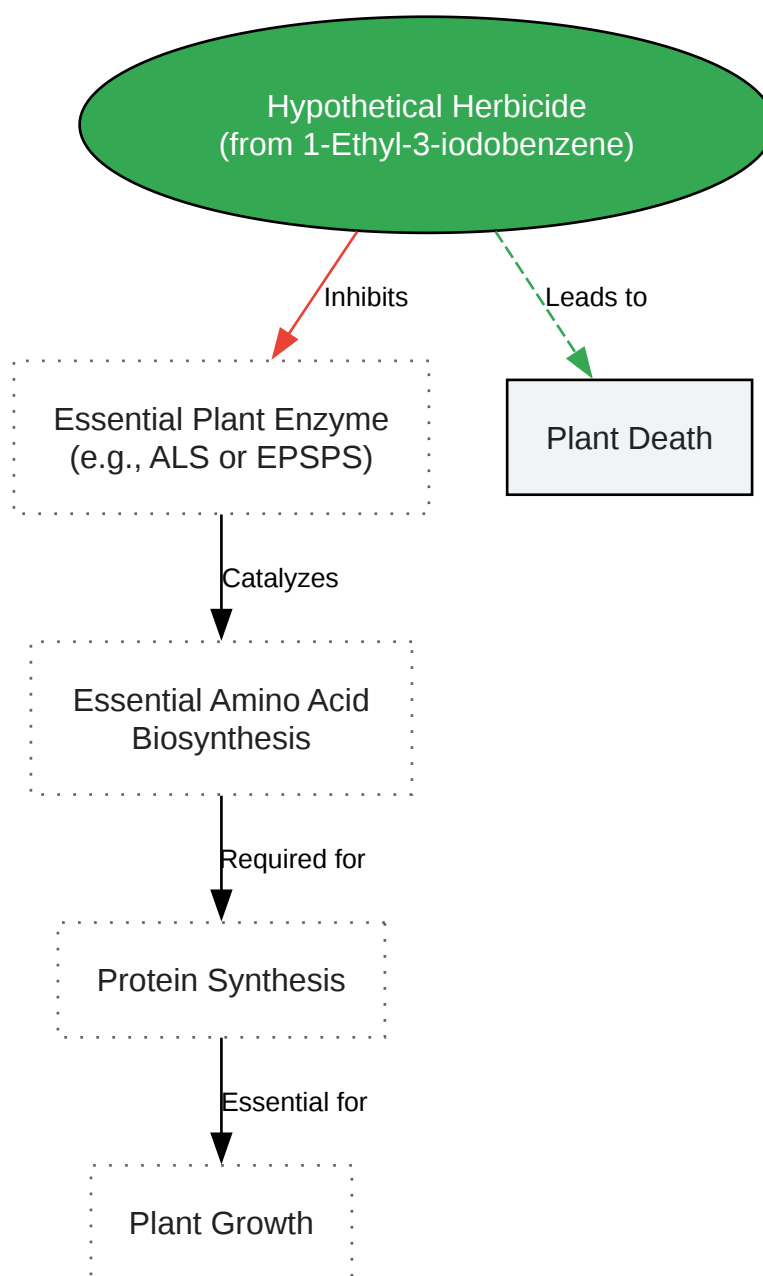 Hypothetical Herbicide
(from 1-Ethyl-3-iodobenzene)
Inhibits
Leads to
Essential Plant Enzyme
(e.g., ALS or EPSPS)
Plant Death
Catalyzes
Essential Amino Acid
Biosynthesis
Required for
Protein Synthesis
Essential for
Plant Growth